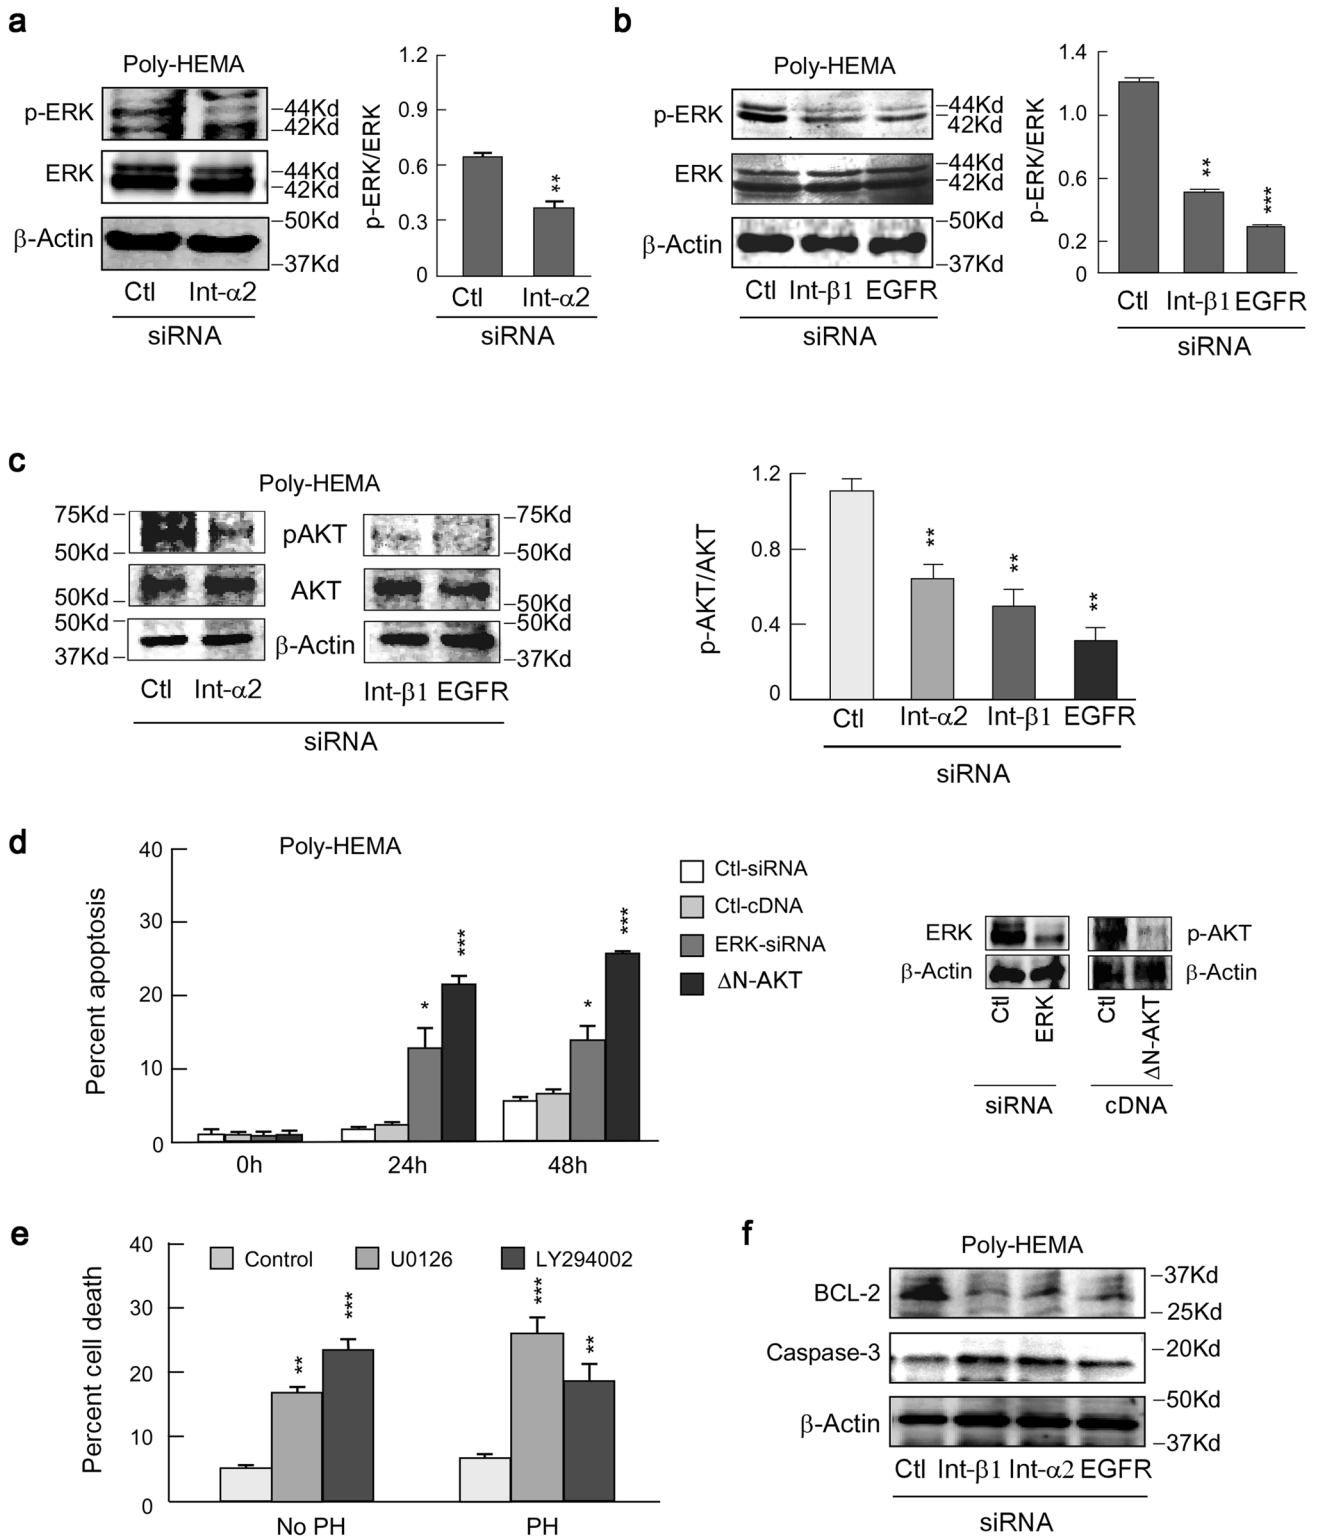 a
Poly-HEMA
p-ERK
–44Kd
–42Kd
ERK
–44Kd
–42Kd
β-Actin
–50Kd
–37Kd
Ctl Int-α2
siRNA
p-ERK/ERK
1.2
0.9
0.6
0.3
0
**
Ctl Int-α2
siRNA
b
Poly-HEMA
p-ERK
–44Kd
42Kd
ERK
–44Kd
–42Kd
β-Actin
–50Kd
–37Kd
Ctl Int-β1 EGFR
siRNA
p-ERK/ERK
1.4
1.0
0.6
0.2
0
**
***
Ctl Int-β1 EGFR
siRNA
c
Poly-HEMA
75Kd–
50Kd–
pAKT
–75Kd
–50Kd
50Kd–
AKT
–50Kd
50Kd–
37Kd–
β-Actin
–50Kd
–37Kd
Ctl Int-α2 Int-β1 EGFR
siRNA
p-AKT/AKT
1.2
0.8
0.4
0
**
**
**
Ctl Int-α2 Int-β1 EGFR
siRNA
d
Poly-HEMA
Percent apoptosis
40
30
20
10
0
*
***
*
***
0h 24h 48h
Ctl-siRNA
Ctl-cDNA
ERK-siRNA
ΔN-AKT
ERK
β-Actin
p-AKT
β-Actin
Ctl
ERK
Ctl
ΔN-AKT
siRNA cDNA
e
Percent cell death
40
30
20
10
0
Control U0126 LY294002
**
***
***
**
No PH PH
f
Poly-HEMA
BCL-2
–37Kd
– 25Kd
Caspase-3
–20Kd
β-Actin
–50Kd
–37Kd
Ctl Int-β1 Int-α2 EGFR
siRNA